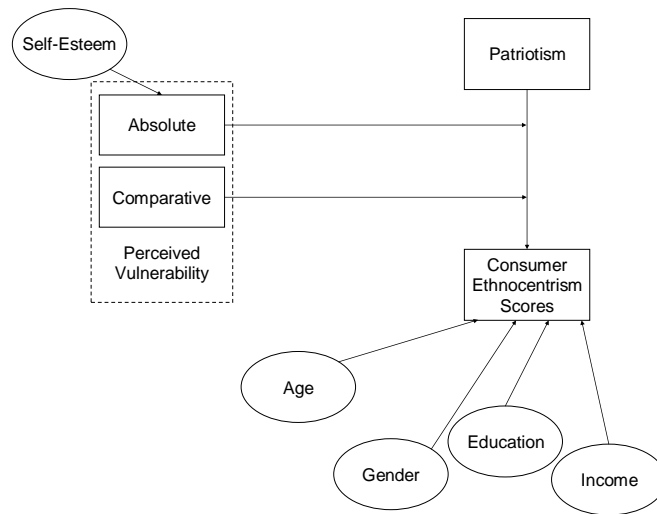 Self-Esteem
Patriotism
Absolute
Comparative
Perceived
Vulnerability
Consumer
Ethnocentrism
Scores
Age
Education
Gender
Income